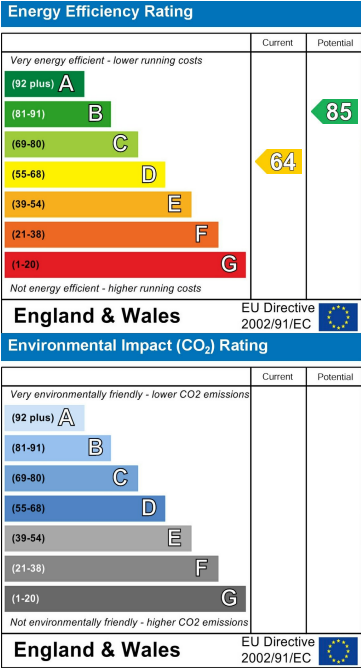 Energy Efficiency Rating
Current Potential
Very energy efficient - lower running costs
(92 plus) A
(81-91) B
85
(69-80) C
64
(55-68) D
(39-54) E
(21-38) F
(1-20) G
Not energy efficient - higher running costs
England & Wales
EU Directive
2002/91/EC
Environmental Impact (CO₂) Rating
Current Potential
Very environmentally friendly - lower CO2 emissions
(92 plus) A
(81-91) B
(69-80) C
(55-68) D
(39-54) E
(21-38) F
(1-20) G
Not environmentally friendly - higher CO2 emissions
England & Wales
EU Directive
2002/91/EC